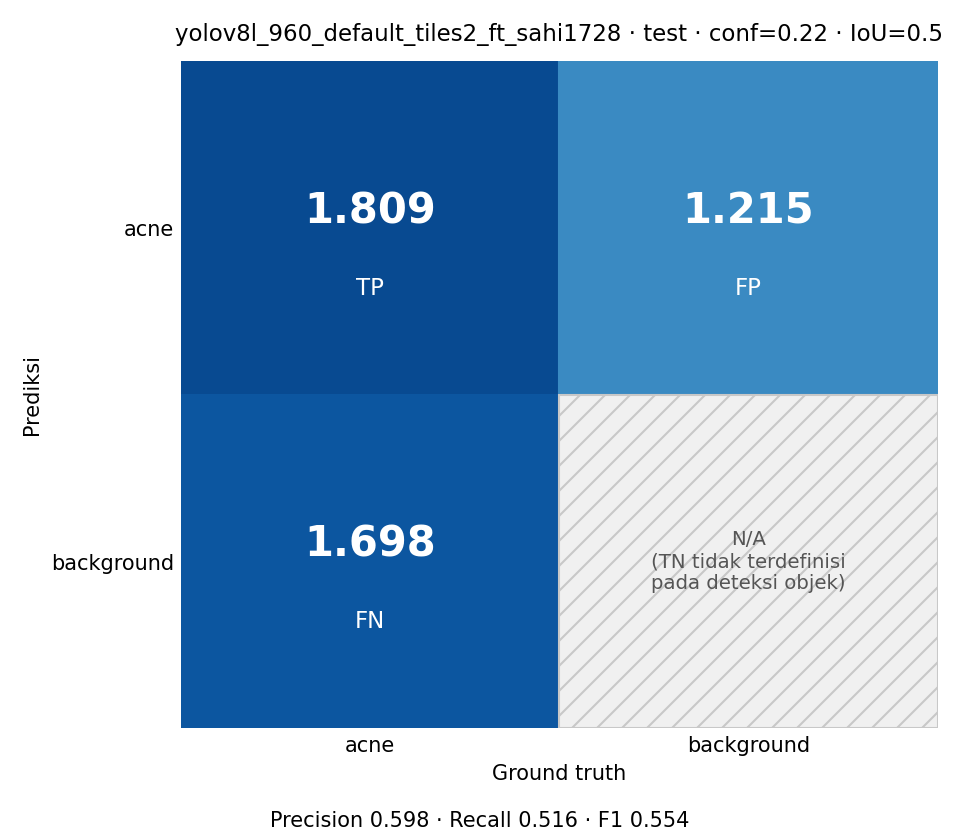 yolov8l_960_default_tiles2_ft_sahi1728 · test · conf=0.22 · IoU=0.5
1.809
TP
1.215
FP
acne
Prediksi
1.698
FN
N/A
(TN tidak terdefinisi
pada deteksi objek)
background
acne
background
Ground truth
Precision 0.598 · Recall 0.516 · F1 0.554